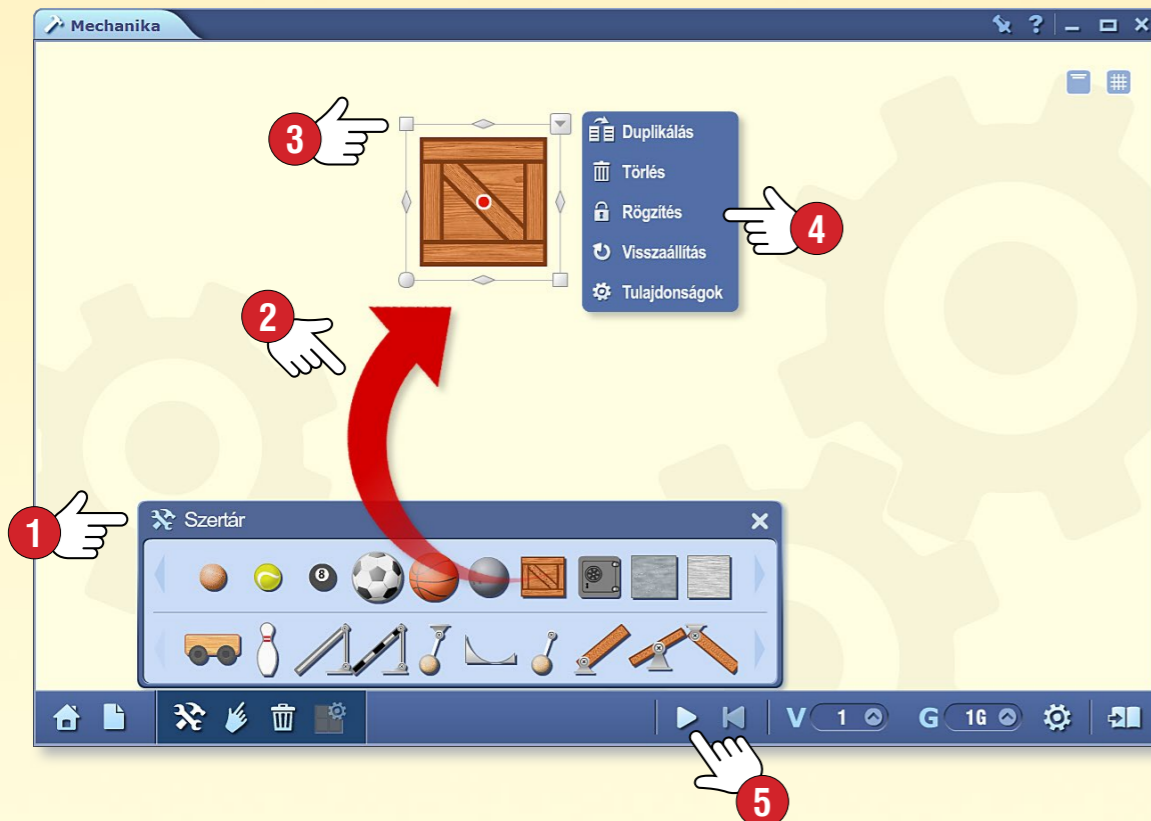 Mechanika
?
3
Duplikálás
Törlés
Rögzítés
4
Visszaállítás
Tulajdonságok
2
1
Szertár
8
V 1 G 1G
5